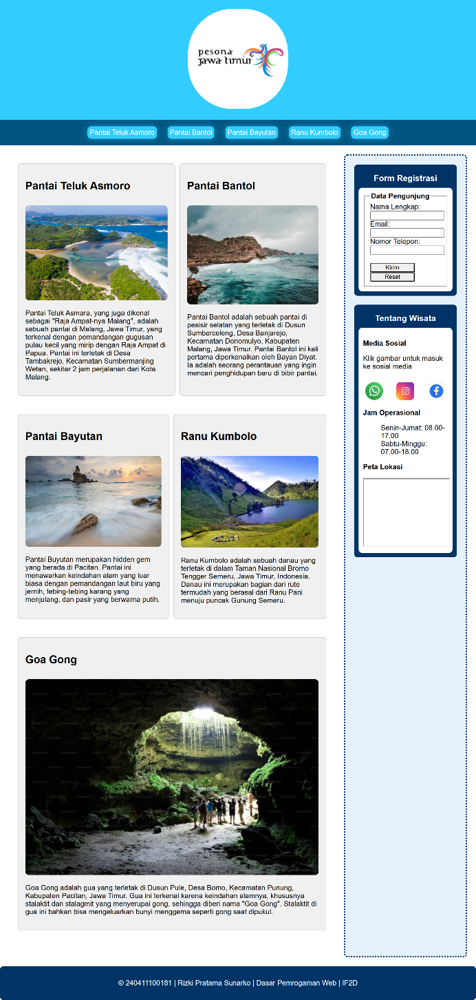 pesona
jawa timur
Pantai Teluk Asmoro
Pantai Bantol
Pantai Bayutan
Ranu Kumbolo
Goa Gong
Pantai Teluk Asmoro
Pantai Teluk Asmara, yang juga dikenal
sebagai "Raja Ampat-nya Malang", adalah
sebuah pantai di Malang, Jawa Timur, yang
terkenal dengan pemandangan gugusan
pulau kecil yang mirip dengan Raja Ampat di
Papua. Pantai ini terletak di Desa
Tambakrejo, Kecamatan Sumbermanjing
Wetan, sekitar 2 jam perjalanan dari Kota
Malang.
Pantai Bantol
Pantai Bantol adalah sebuah pantai di
pesisir selatan yang terletak di Dusun
Sumberceleng, Desa Banjarejo,
Kecamatan Donomulyo, Kabupaten
Malang, Jawa Timur. Pantai Bantol ini kali
pertama diperkenalkan oleh Bayan Diyat.
Ia adalah seorang perantauan yang ingin
mencari penghidupan baru di bibir pantai.
Pantai Bayutan
Pantai Buyutan merupakan hidden gem
yang berada di Pacitan. Pantai ini
menawarkan keindahan alam yang luar
biasa dengan pemandangan laut biru yang
jernih, tebing-tebing karang yang
menjulang, dan pasir yang berwarna putih.
Ranu Kumbolo
Ranu Kumbolo adalah sebuah danau yang
terletak di dalam Taman Nasional Bromo
Tengger Semeru, Jawa Timur, Indonesia.
Danau ini merupakan bagian dari rute
termudah yang berasal dari Ranu Pani
menuju puncak Gunung Semeru.
Goa Gong
Goa Gong adalah gua yang terletak di Dusun Pule, Desa Bomo, Kecamatan Punung,
Kabupaten Pacitan, Jawa Timur. Gua ini terkenal karena keindahan alamnya, khususnya
stalaktit dan stalagmit yang menyerupai gong, sehingga diberi nama "Goa Gong". Stalaktit di
gua ini bahkan bisa mengeluarkan bunyi menggema seperti gong saat dipukul.
Form Registrasi
Data Pengunjung
Nama Lengkap:
Email:
Nomor Telepon:
Kirim
Reset
Tentang Wisata
Media Sosial
Klik gambar untuk masuk
ke sosial media
Jam Operasional
Senin-Jumat: 08.00-
17.00
Sabtu-Minggu:
07.00-18.00
Peta Lokasi
© 240411100181 | Rizki Pratama Sunarko | Dasar Pemrogaman Web | IF2D